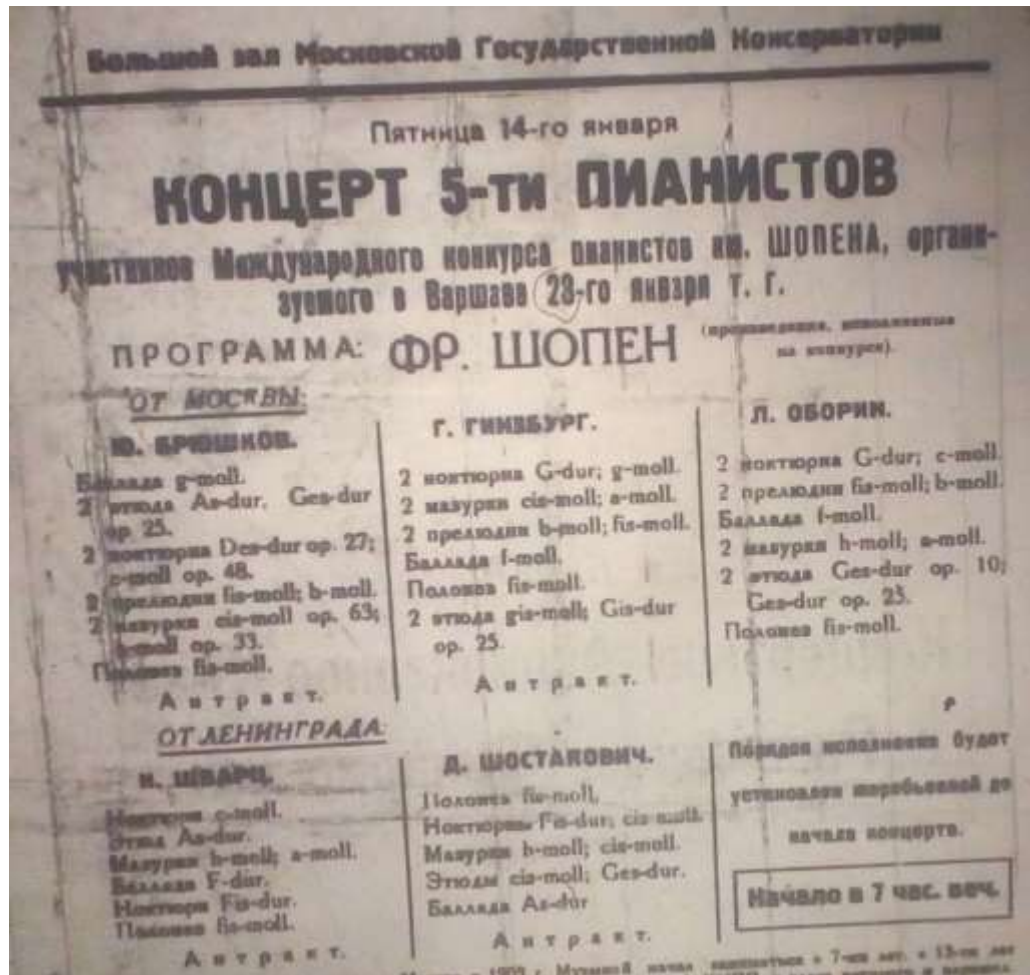 Большой зал Московской Государственной Консерватории
Пятница 14-го января
КОНЦЕРТ 5-ти ПИАНИСТОВ
участников Международного конкурса пианистов им. ШОПЕНА, органи-
зуемого в Варшаве 23-го января т. г.
ПРОГРАММА: ФР. ШОПЕН (произведения, исполняемые
на конкурсе).
ОТ МОСКВЫ:
Ю. БРЮШКОВ.
Баллада g-moll.
2 этюда As-dur, Ges-dur
op. 25.
2 ноктюрна Des-dur op. 27;
c-moll op. 48.
2 прелюдии fis-moll; b-moll.
2 мазурки cis-moll op. 63;
h-moll op. 33.
Полонез fis-moll.
Антракт.
Г. ГИНЗБУРГ.
2 ноктюрна G-dur; g-moll.
2 мазурки cis-moll; a-moll.
2 прелюдии b-moll; fis-moll.
Баллада f-moll.
Полонез fis-moll.
2 этюда gis-moll; Gis-dur
op. 25.
Антракт.
Л. ОБОРИН.
2 ноктюрна G-dur; c-moll.
2 прелюдии fis-moll; b-moll.
Баллада f-moll.
2 мазурки h-moll; a-moll.
2 этюда Ges-dur op. 10;
Ges-dur op. 25.
Полонез fis-moll.
ОТ ЛЕНИНГРАДА:
И. ШВАРЦ.
Ноктюрн c-moll.
Этюд As-dur.
Мазурки h-moll; a-moll.
Баллада F-dur.
Ноктюрн Fis-dur.
Полонез fis-moll.
Антракт.
Д. ШОСТАКОВИЧ.
Полонез fis-moll.
Ноктюрны Fis-dur; cis-moll.
Мазурки h-moll; cis-moll.
Этюды cis-moll; Ges-dur.
Баллада As-dur
Антракт.
Порядок исполнения будет
установлен жеребьевкой до
начала концерта.
Начало в 7 час. веч.